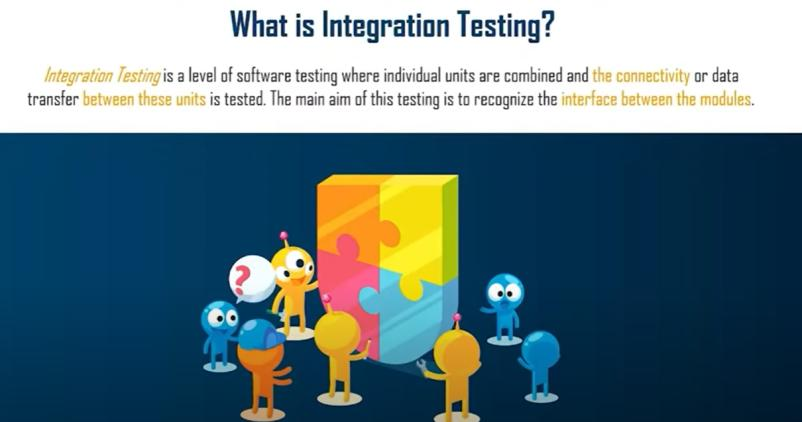 What is Integration Testing?
Integration Testing is a level of software testing where individual units are combined and the connectivity or data
transfer between these units is tested. The main aim of this testing is to recognize the interface between the modules.
?